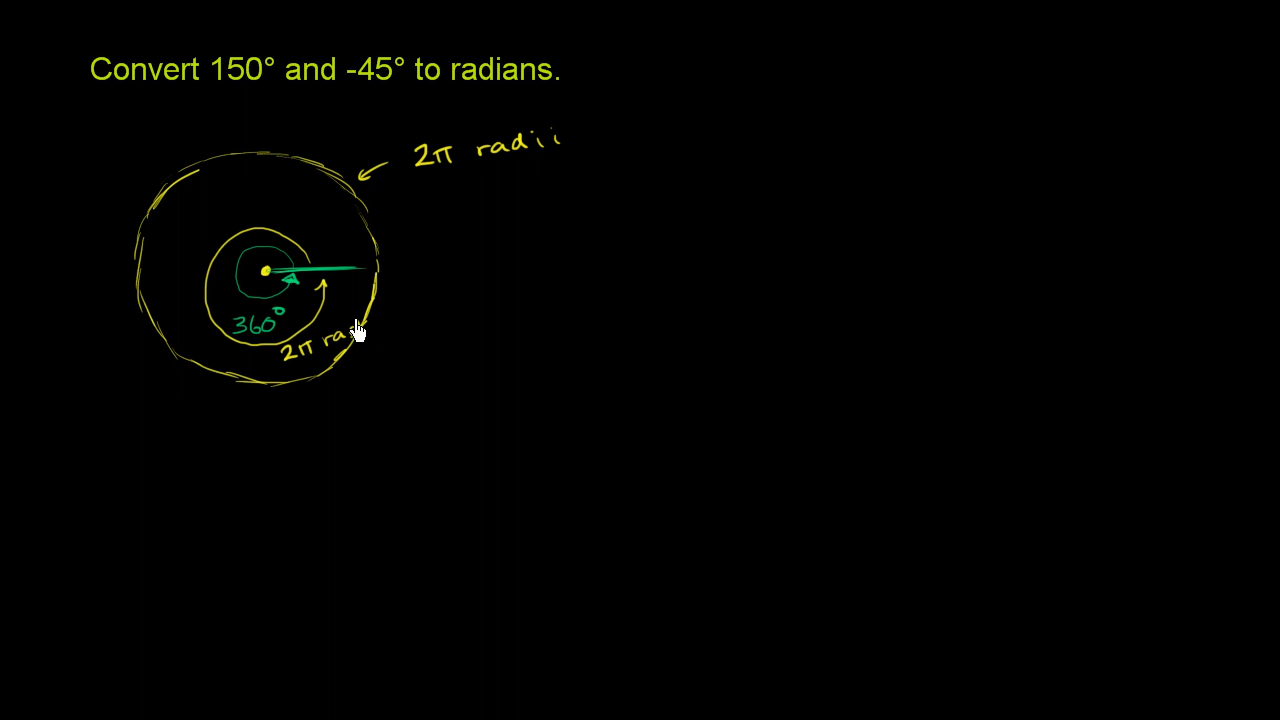 Convert 150° and -45° to radians.
2π radii
360°
2π ra